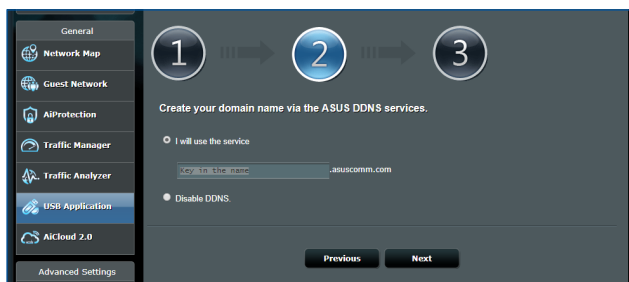 General
Network Map
Guest Network
AiProtection
Traffic Manager
Traffic Analyzer
USB Application
AiCloud 2.0
Advanced Settings
1 2 3
Create your domain name via the ASUS DDNS services.
I will use the service
Key in the name .asuscomm.com
Disable DDNS.
Previous Next